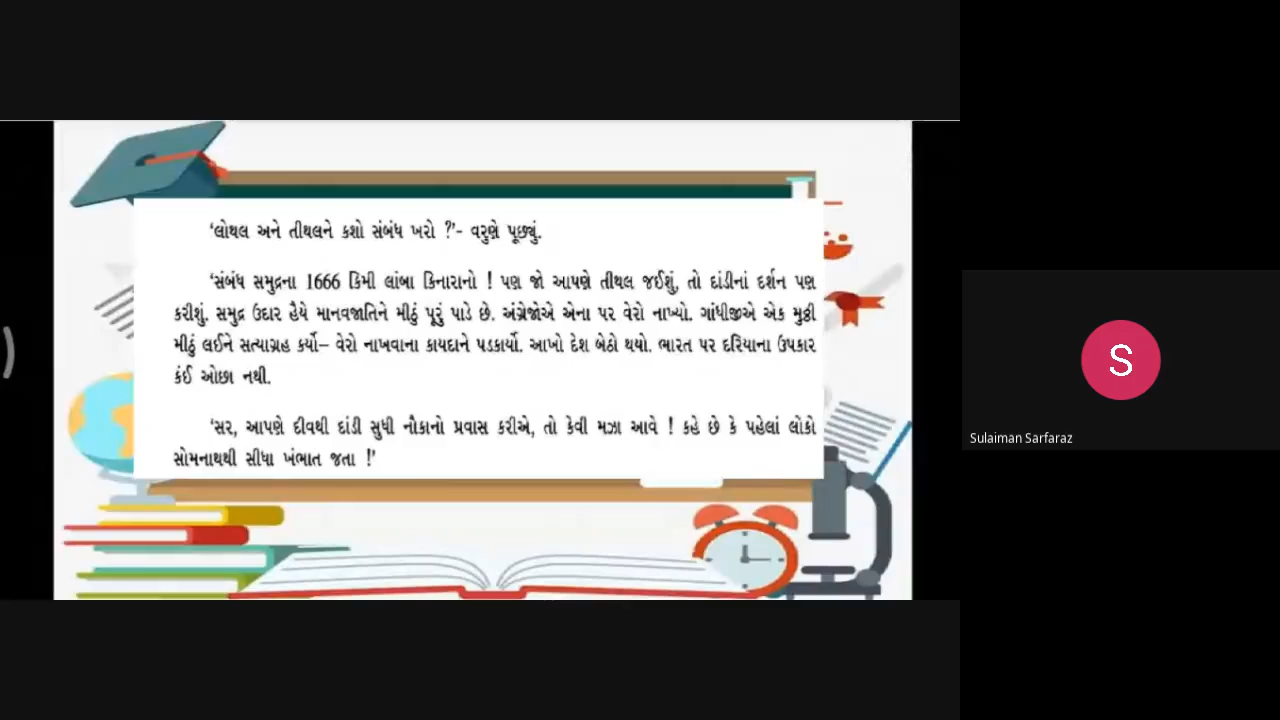 ‘લોથલ અને તીથલને કશો સંબંધ ખરો ?’- વરુણે પૂછ્યું.
‘સંબંધ સમુદ્રના 1666 કિમી લાંબા કિનારાનો ! પણ જો આપણે તીથલ જઈશું, તો દાંડીનાં દર્શન પણ
કરીશું. સમુદ્ર ઉદાર હૈયે માનવજાતિને મીઠું પૂરું પાડે છે. અંગ્રેજોએ એના પર વેરો નાખ્યો. ગાંધીજીએ એક મુઠ્ઠી
મીઠું લઈને સત્યાગ્રહ કર્યો– વેરો નાખવાના કાયદાને પડકાર્યો. આખો દેશ બેઠો થયો. ભારત પર દરિયાના ઉપકાર
કંઈ ઓછા નથી.
‘સર, આપણે દીવથી દાંડી સુધી નૌકાનો પ્રવાસ કરીએ, તો કેવી મઝા આવે ! કહે છે કે પહેલાં લોકો
સોમનાથથી સીધા ખંભાત જતા !’
S
Sulaiman Sarfaraz